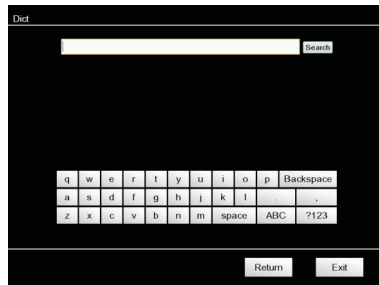 Dict
Search
q w e r t y u i o p Backspace
a s d f g h j k l . ,
z x c v b n m space ABC ?123
Return Exit